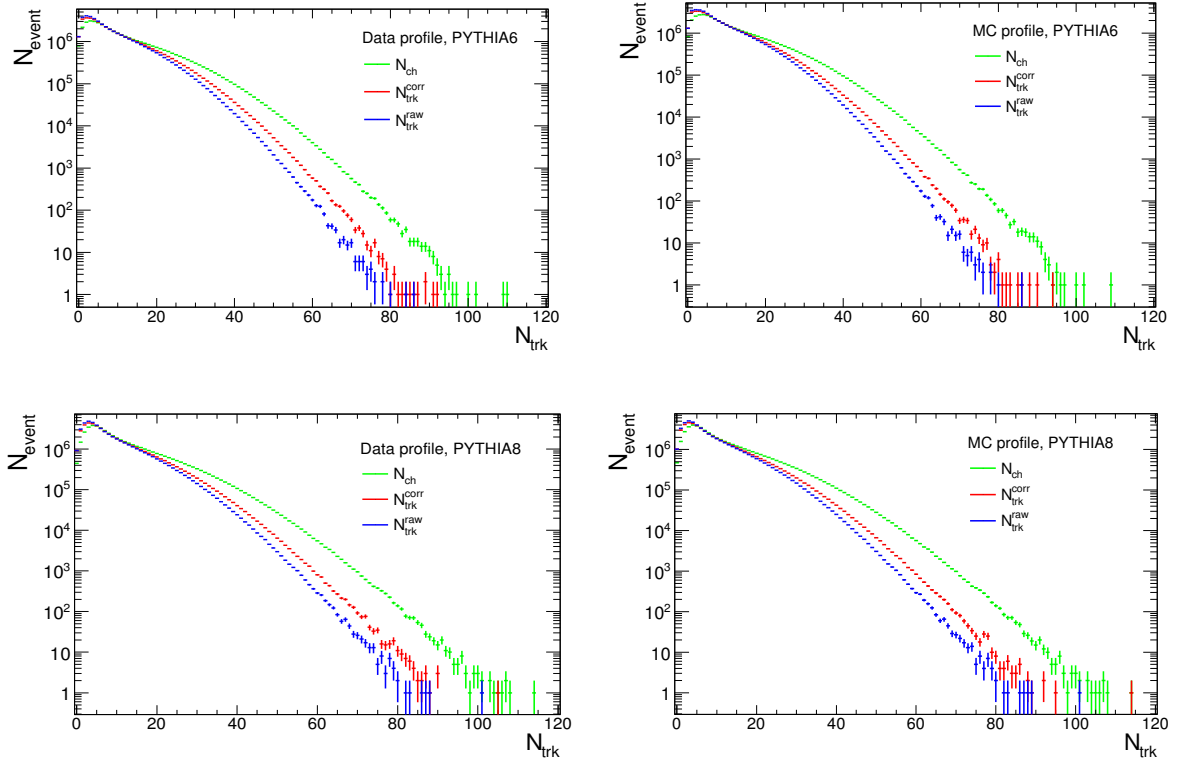 N_event
10^6
10^5
10^4
10^3
10^2
10
1
0 20 40 60 80 100 120
N_trk
Data profile, PYTHIA6
N_ch
N_trk^corr
N_trk^raw
N_event
10^6
10^5
10^4
10^3
10^2
10
1
0 20 40 60 80 100 120
N_trk
MC profile, PYTHIA6
N_ch
N_trk^corr
N_trk^raw
N_event
10^6
10^5
10^4
10^3
10^2
10
1
0 20 40 60 80 100 120
N_trk
Data profile, PYTHIA8
N_ch
N_trk^corr
N_trk^raw
N_event
10^6
10^5
10^4
10^3
10^2
10
1
0 20 40 60 80 100 120
N_trk
MC profile, PYTHIA8
N_ch
N_trk^corr
N_trk^raw